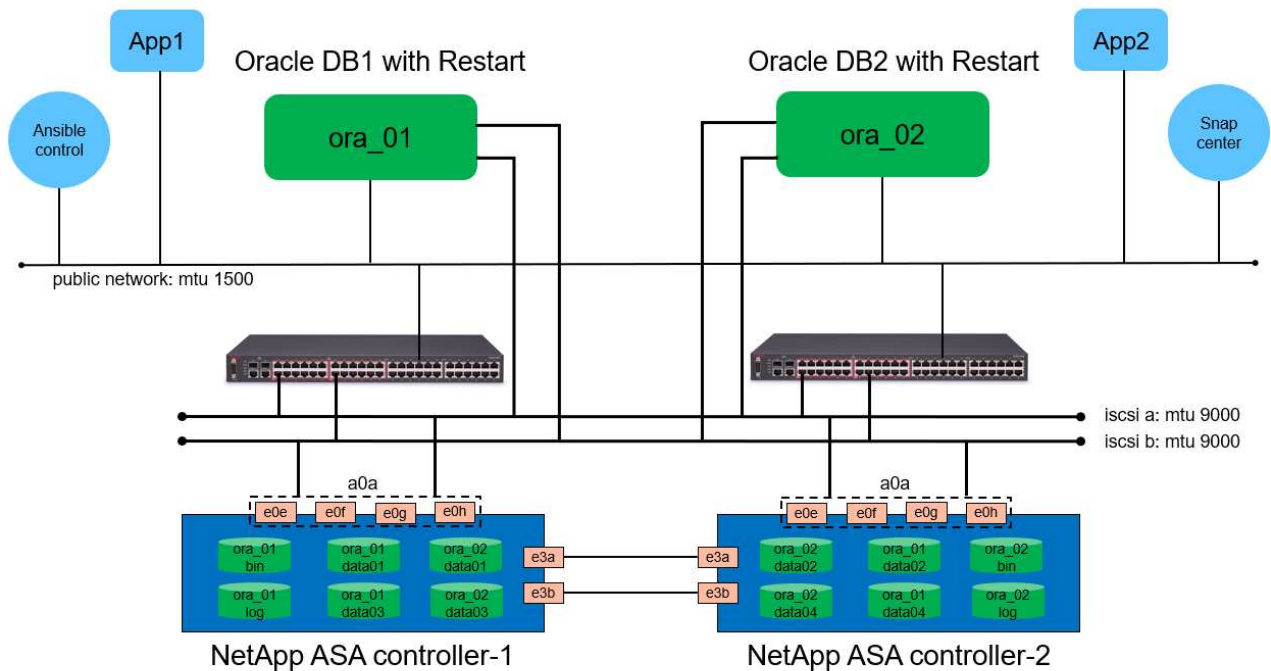 App1
App2
Oracle DB1 with Restart
Oracle DB2 with Restart
Ansible
control
ora_01
ora_02
Snap
center
public network: mtu 1500
iscsi a: mtu 9000
iscsi b: mtu 9000
a0a
a0a
e0e
e0f
e0g
e0h
e0e
e0f
e0g
e0h
ora_01
bin
ora_01
data01
ora_02
data01
e3a
e3a
ora_02
data02
ora_01
data02
ora_02
bin
ora_01
log
ora_01
data03
ora_02
data03
e3b
e3b
ora_02
data04
ora_01
data04
ora_02
log
NetApp ASA controller-1
NetApp ASA controller-2